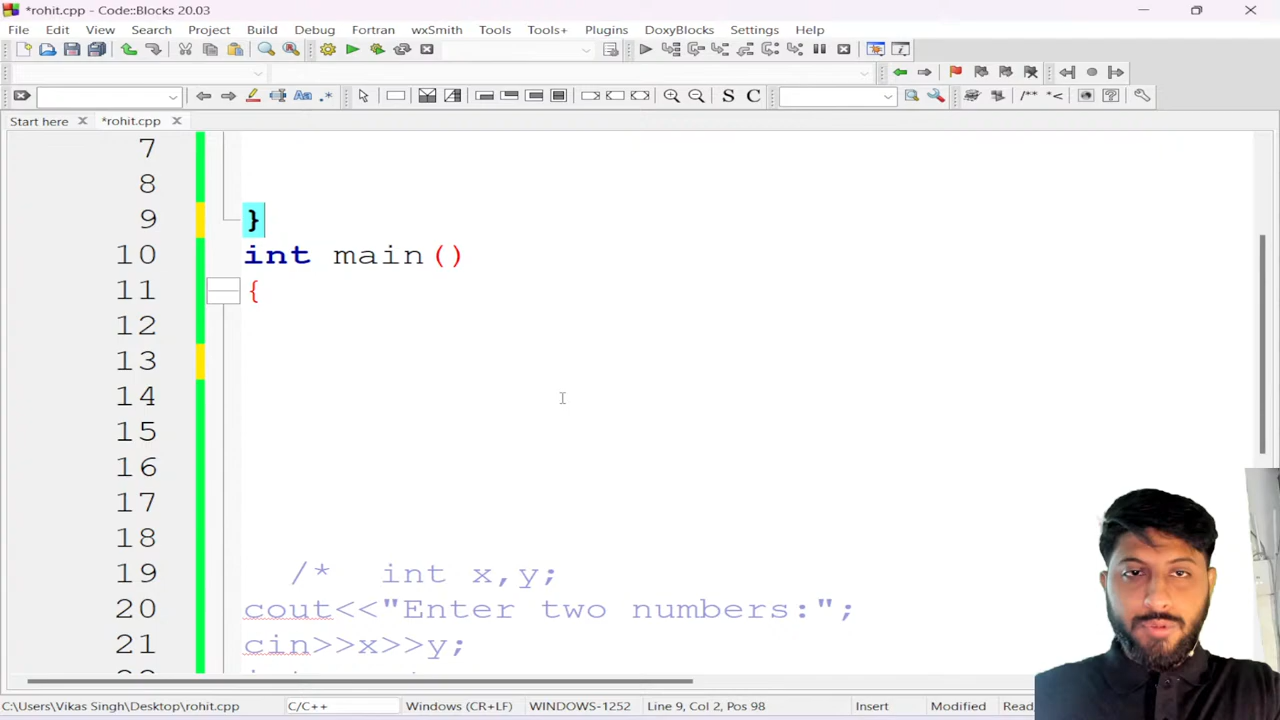 *rohit.cpp - Code::Blocks 20.03
File Edit View Search Project Build Debug Fortran wxSmith Tools Tools+ Plugins DoxyBlocks Settings Help
S C /** *<
Start here *rohit.cpp
7
8
9 }
10 int main()
11 {
12
13
14
15
16
17
18
19 /* int x,y;
20 cout<<"Enter two numbers:";
21 cin>>x>>y;
C:\Users\Vikas Singh\Desktop\rohit.cpp C/C++ Windows (CR+LF) WINDOWS-1252 Line 9, Col 2, Pos 98 Insert Modified Read